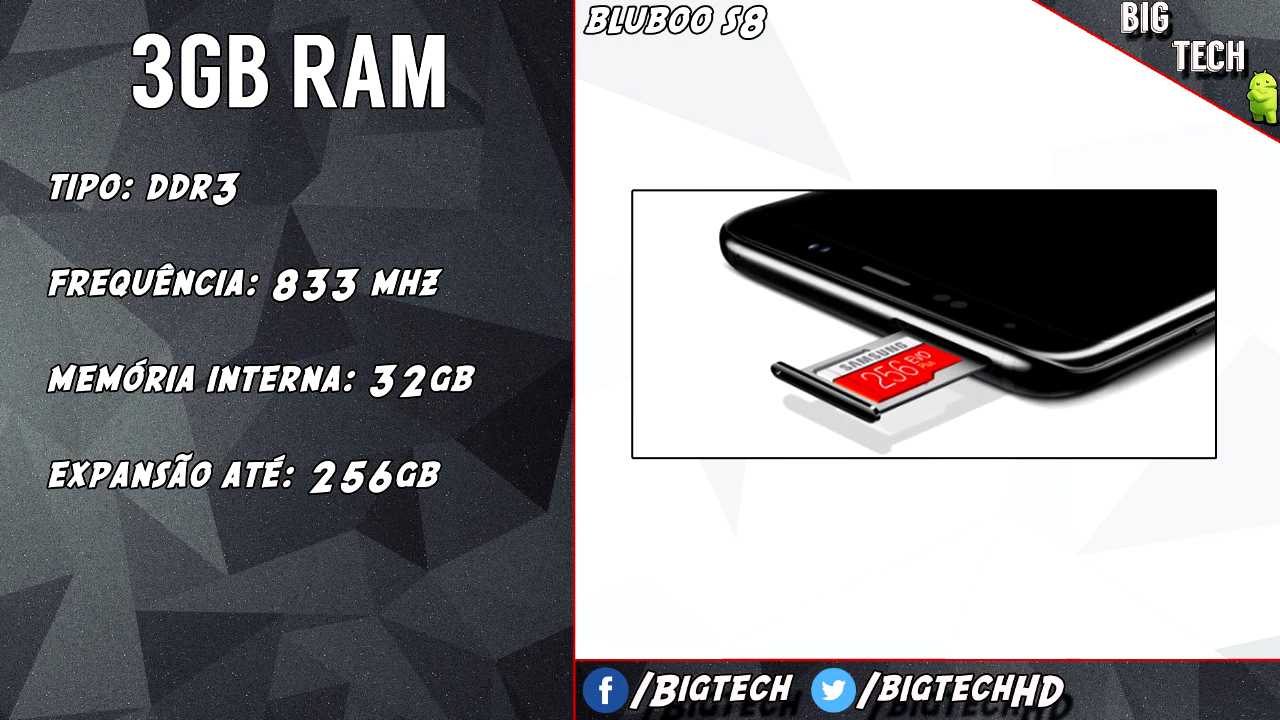 3GB RAM
TIPO: DDR3
FREQUÊNCIA: 833 MHZ
MEMÓRIA INTERNA: 32GB
EXPANSÃO ATÉ: 256GB
BLUBOO S8
BIG
TECH
SAMSUNG
256 EVO
Plus
/BIGTECH
/BIGTECHHD